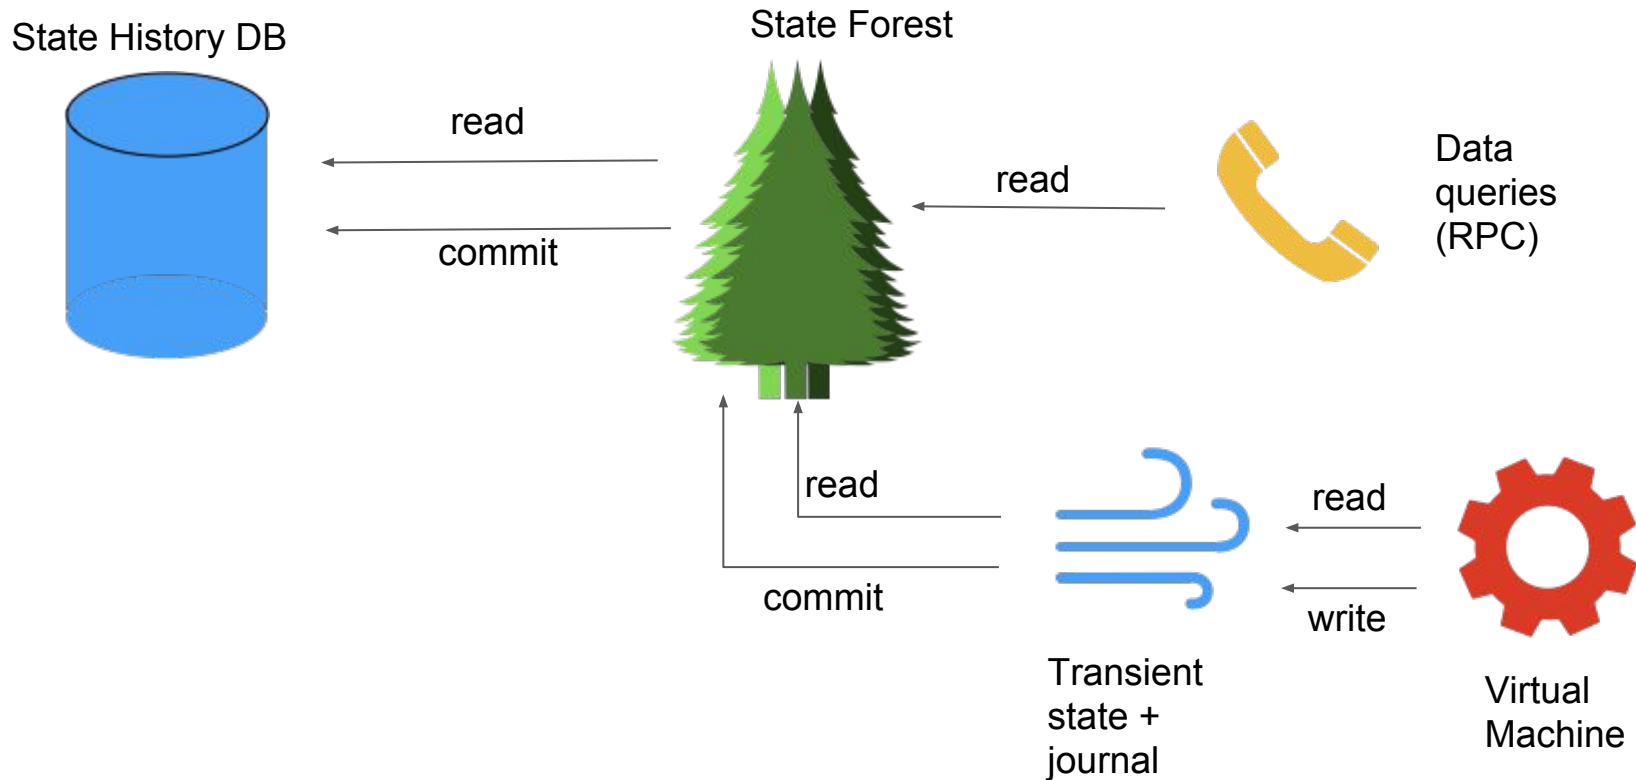 State History DB
State Forest
read
commit
read
Data
queries
(RPC)
read
commit
read
write
Transient
state +
journal
Virtual
Machine